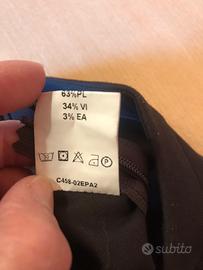 63%PL
34% VI
3% EA
P
C458-02EPA2
subito